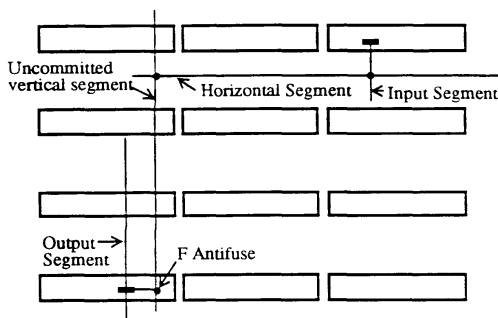 Uncommitted
vertical segment
Horizontal Segment
Input Segment
Output
Segment
F Antifuse